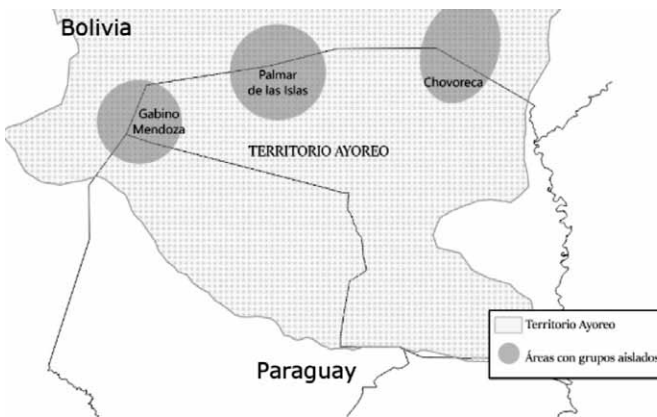 Bolivia
Palmar
de las Islas
Chovoreca
Gabino
Mendoza
TERRITORIO AYOREO
Territorio Ayoreo
Áreas con grupos aislados
Paraguay